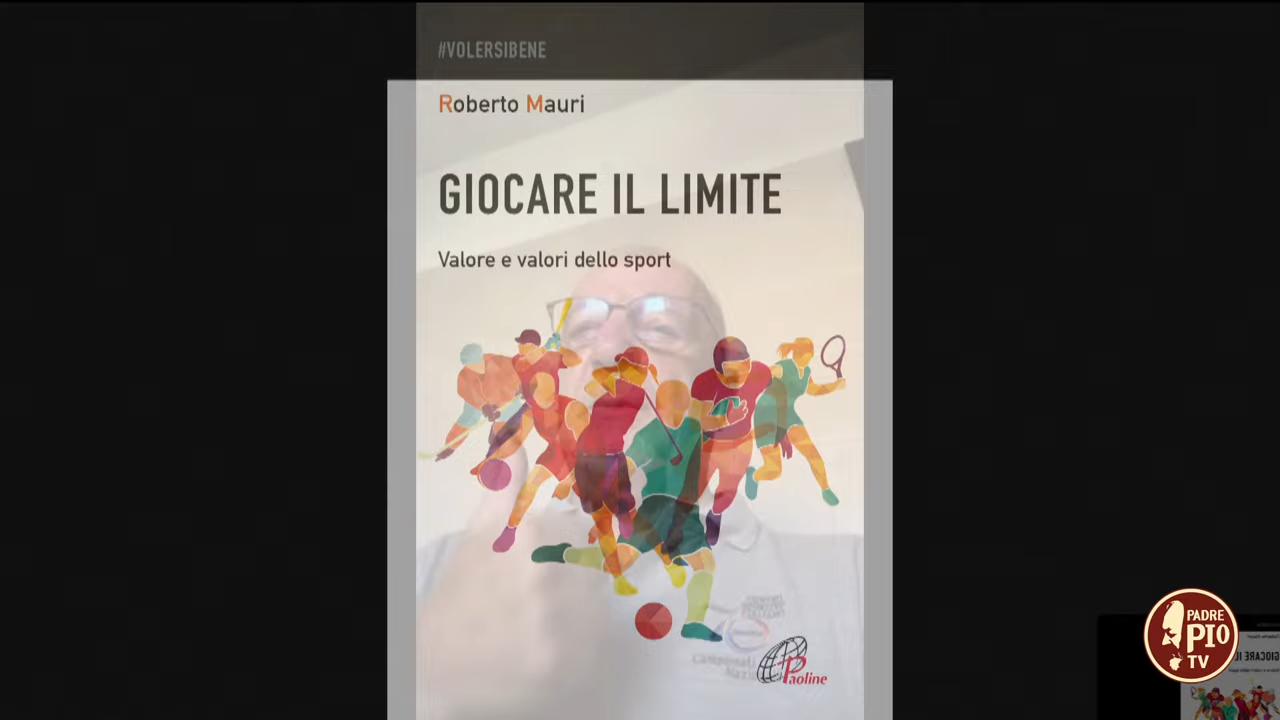 #VOLERSIBENE
Roberto Mauri
GIOCARE IL LIMITE
Valore e valori dello sport
Paoline
PADRE
PIO
TV